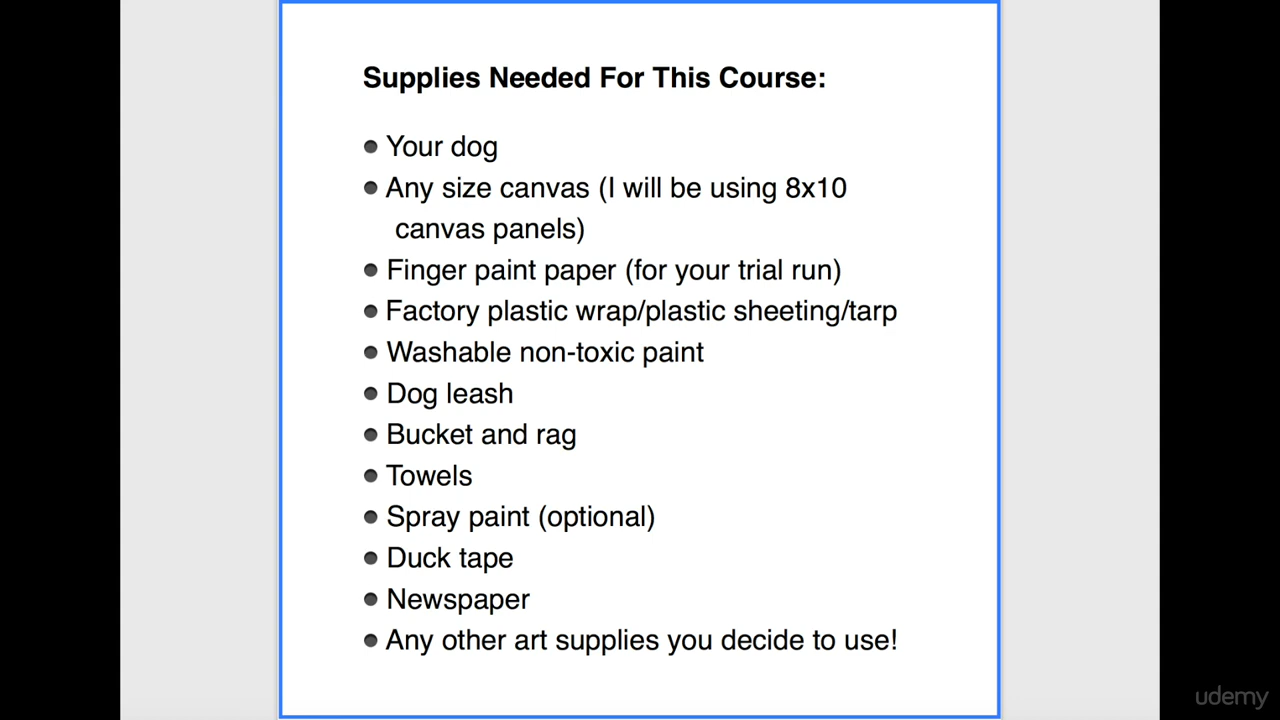 Supplies Needed For This Course:
• Your dog
• Any size canvas (I will be using 8x10
canvas panels)
• Finger paint paper (for your trial run)
• Factory plastic wrap/plastic sheeting/tarp
• Washable non-toxic paint
• Dog leash
• Bucket and rag
• Towels
• Spray paint (optional)
• Duck tape
• Newspaper
• Any other art supplies you decide to use!
udemy